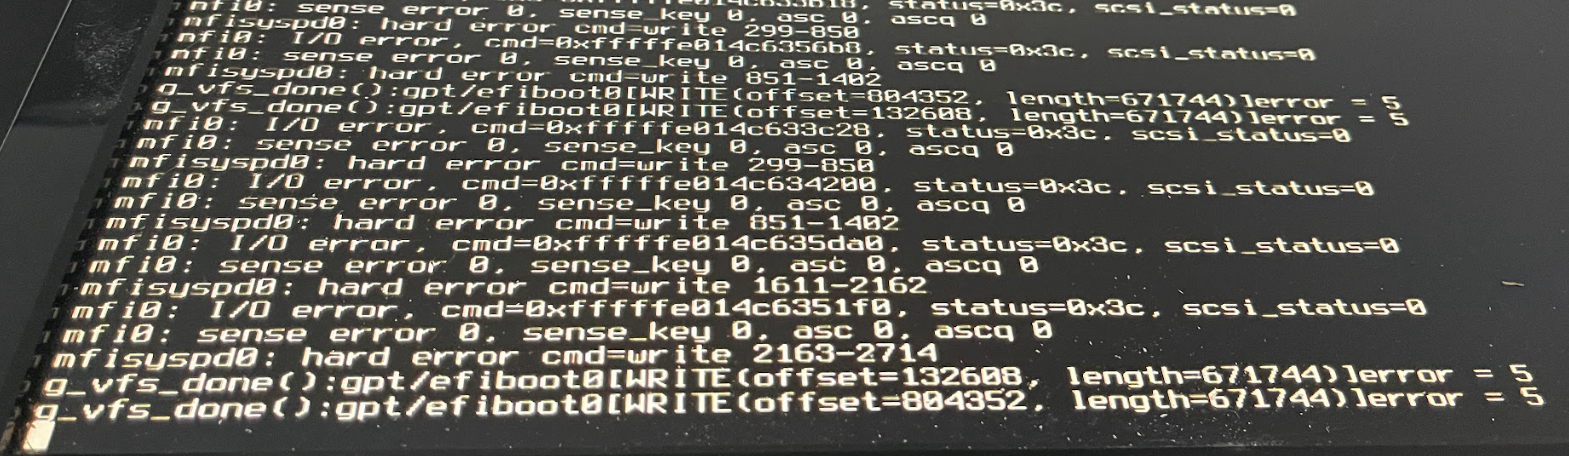 status=0x3c, scsi_status=0
mfi0: sense error 0, sense_key 0, asc 0, ascq 0
mfisyspd0: hard error cmd=write 299-850
mfi0: I/O error, cmd=0xfffffe014c6356b8, status=0x3c, scsi_status=0
mfi0: sense error 0, sense_key 0, asc 0, ascq 0
mfisyspd0: hard error cmd=write 851-1402
g_vfs_done():gpt/efiboot0[WRITE(offset=804352, length=671744)]error = 5
g_vfs_done():gpt/efiboot0[WRITE(offset=132608, length=671744)]error = 5
mfi0: I/O error, cmd=0xfffffe014c633c28, status=0x3c, scsi_status=0
mfi0: sense error 0, sense_key 0, asc 0, ascq 0
mfisyspd0: hard error cmd=write 299-850
mfi0: I/O error, cmd=0xfffffe014c634200, status=0x3c, scsi_status=0
mfi0: sense error 0, sense_key 0, asc 0, ascq 0
mfisyspd0: hard error cmd=write 851-1402
mfi0: I/O error, cmd=0xfffffe014c635da0, status=0x3c, scsi_status=0
mfi0: sense error 0, sense_key 0, asc 0, ascq 0
mfisyspd0: hard error cmd=write 1611-2162
mfi0: I/O error, cmd=0xfffffe014c6351f0, status=0x3c, scsi_status=0
mfi0: sense error 0, sense_key 0, asc 0, ascq 0
mfisyspd0: hard error cmd=write 2163-2714
g_vfs_done():gpt/efiboot0[WRITE(offset=132608, length=671744)]error = 5
g_vfs_done():gpt/efiboot0[WRITE(offset=804352, length=671744)]error = 5